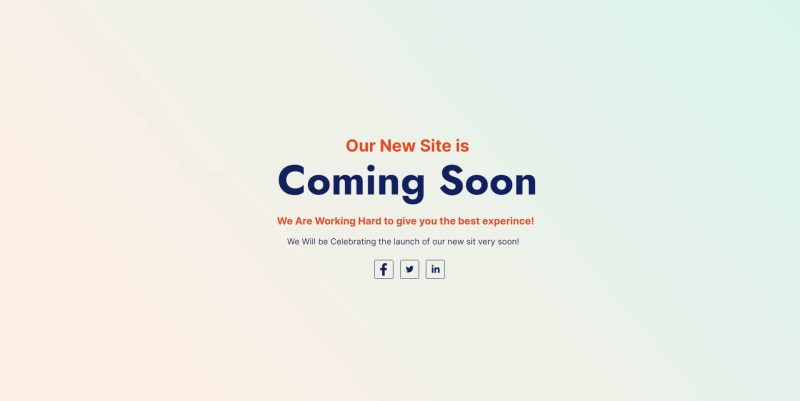 Our New Site is
Coming Soon
We Are Working Hard to give you the best experince!
We Will be Celebrating the launch of our new sit very soon!